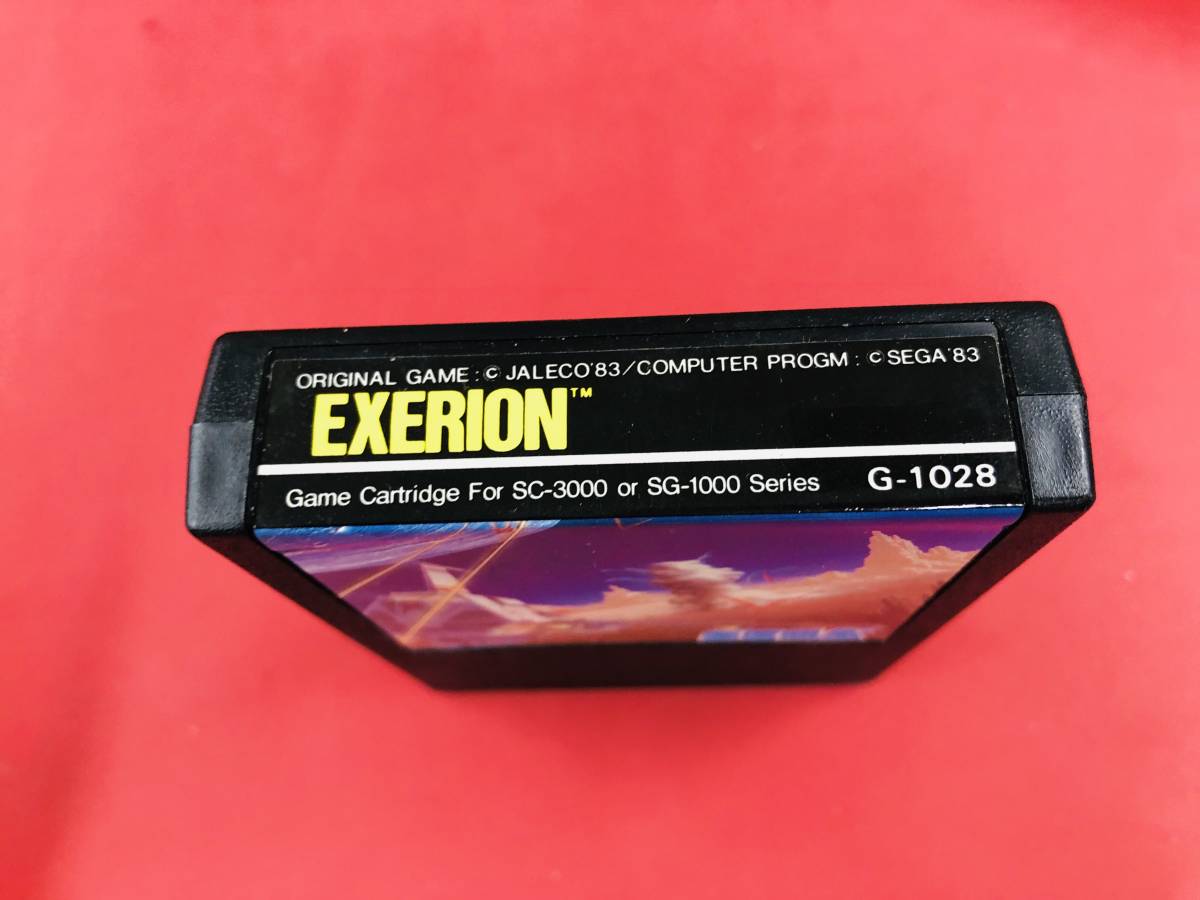 ORIGINAL GAME : © JALECO'83/COMPUTER PROGM : © SEGA'83
EXERION™
Game Cartridge For SC-3000 or SG-1000 Series G-1028